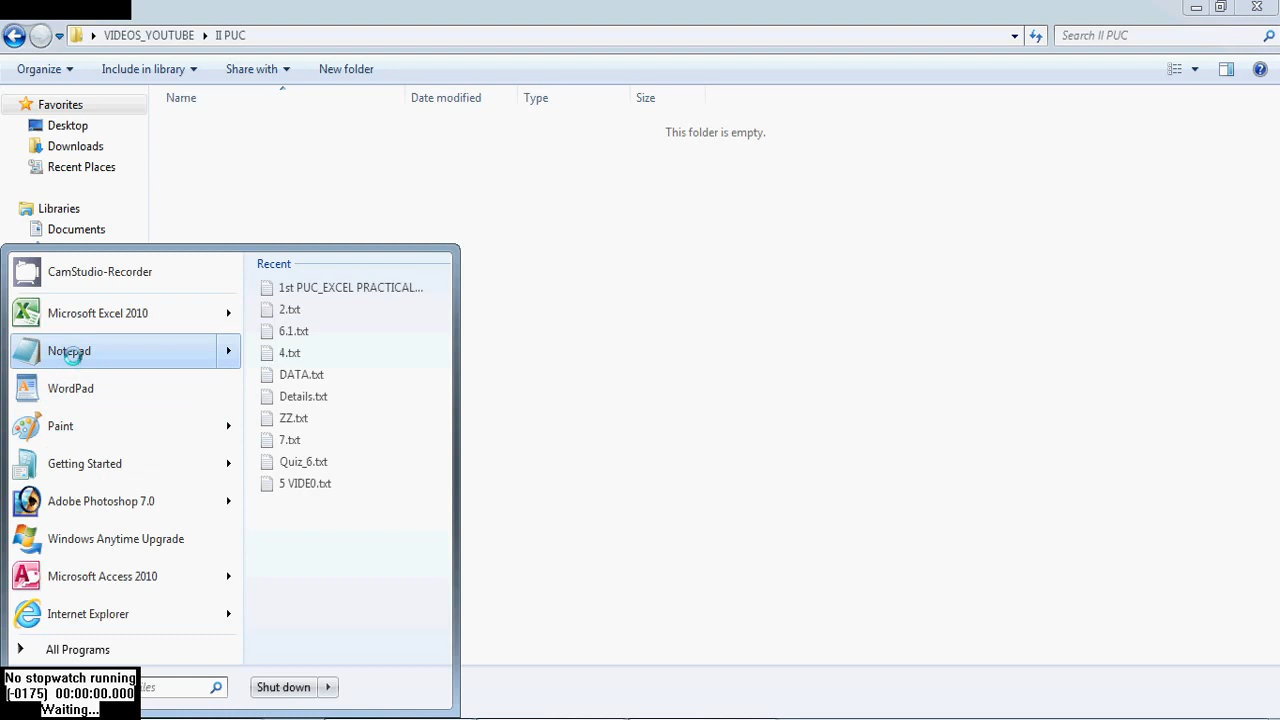 VIDEOS_YOUTUBE II PUC Search II PUC
Organize Include in library Share with New folder
Name Date modified Type Size
Favorites
Desktop
Downloads
Recent Places
Libraries
Documents
This folder is empty.
CamStudio-Recorder
Microsoft Excel 2010
Notepad
WordPad
Paint
Getting Started
Adobe Photoshop 7.0
Windows Anytime Upgrade
Microsoft Access 2010
Internet Explorer
All Programs
Recent
1st PUC_EXCEL PRACTICAL...
2.txt
6.1.txt
4.txt
DATA.txt
Details.txt
ZZ.txt
7.txt
Quiz_6.txt
5 VIDE0.txt
Shut down
No stopwatch running
(-0175) 00:00:00.000
Waiting...